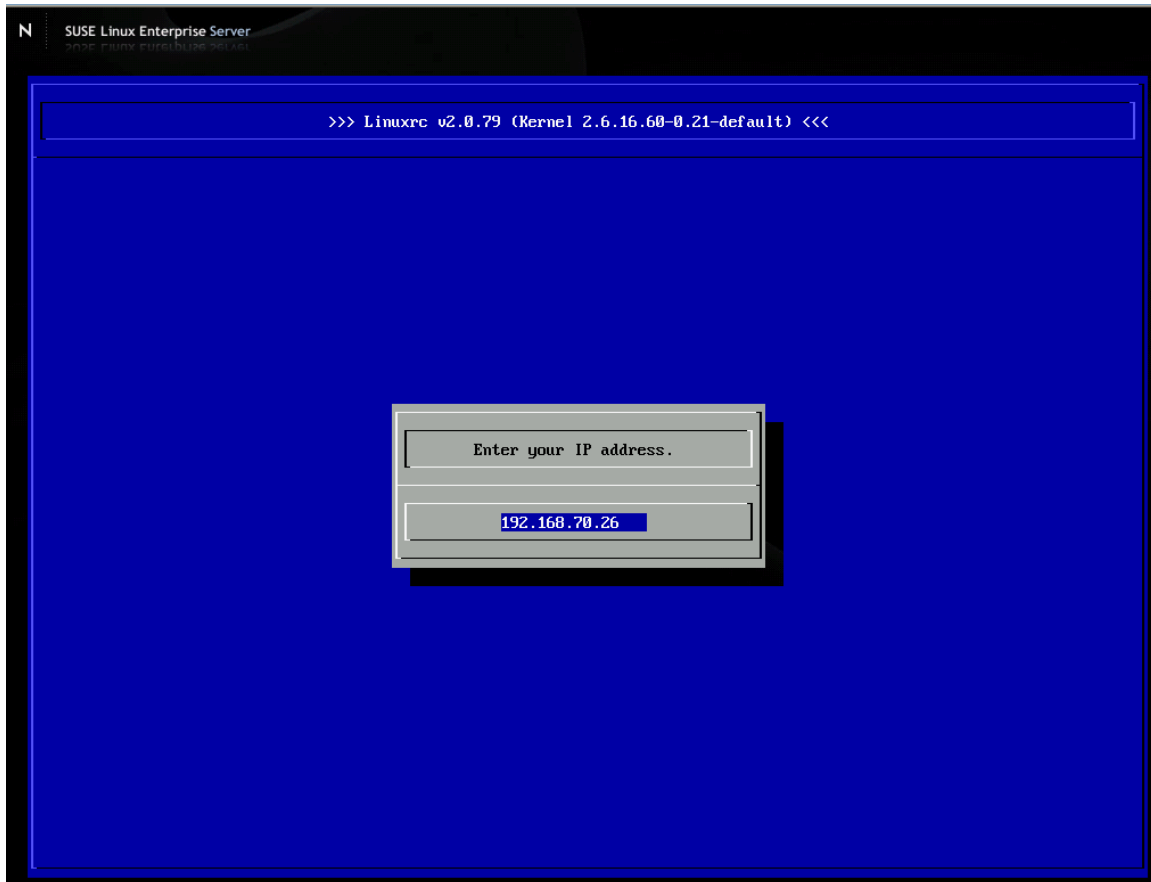 N SUSE Linux Enterprise Server
>>> Linuxrc v2.0.79 (Kernel 2.6.16.60-0.21-default) <<<
Enter your IP address.
192.168.70.26